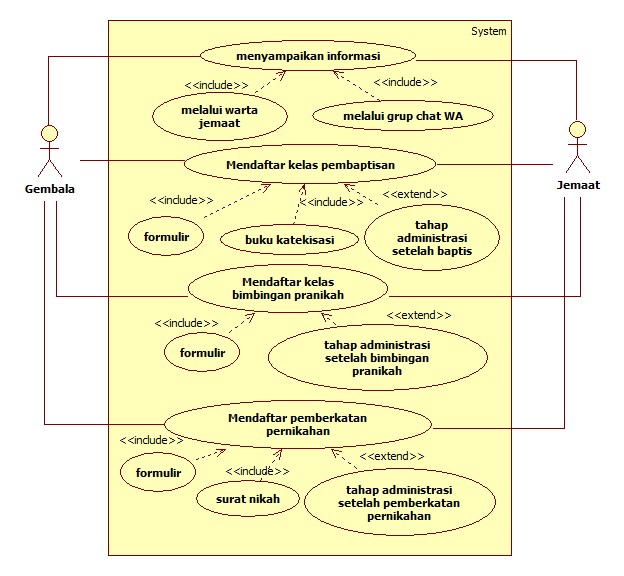 System
menyampaikan informasi
<<include>>
<<include>>
melalui warta
jemaat
melalui grup chat WA
Gembala
Jemaat
Mendaftar kelas pembaptisan
<<include>>
<<include>>
<<extend>>
formulir
buku katekisasi
tahap
administrasi
setelah baptis
Mendaftar kelas
bimbingan pranikah
<<include>>
<<extend>>
formulir
tahap administrasi
setelah bimbingan
pranikah
Mendaftar pemberkatan
pernikahan
<<include>>
<<include>>
<<extend>>
formulir
surat nikah
tahap administrasi
setelah pemberkatan
pernikahan